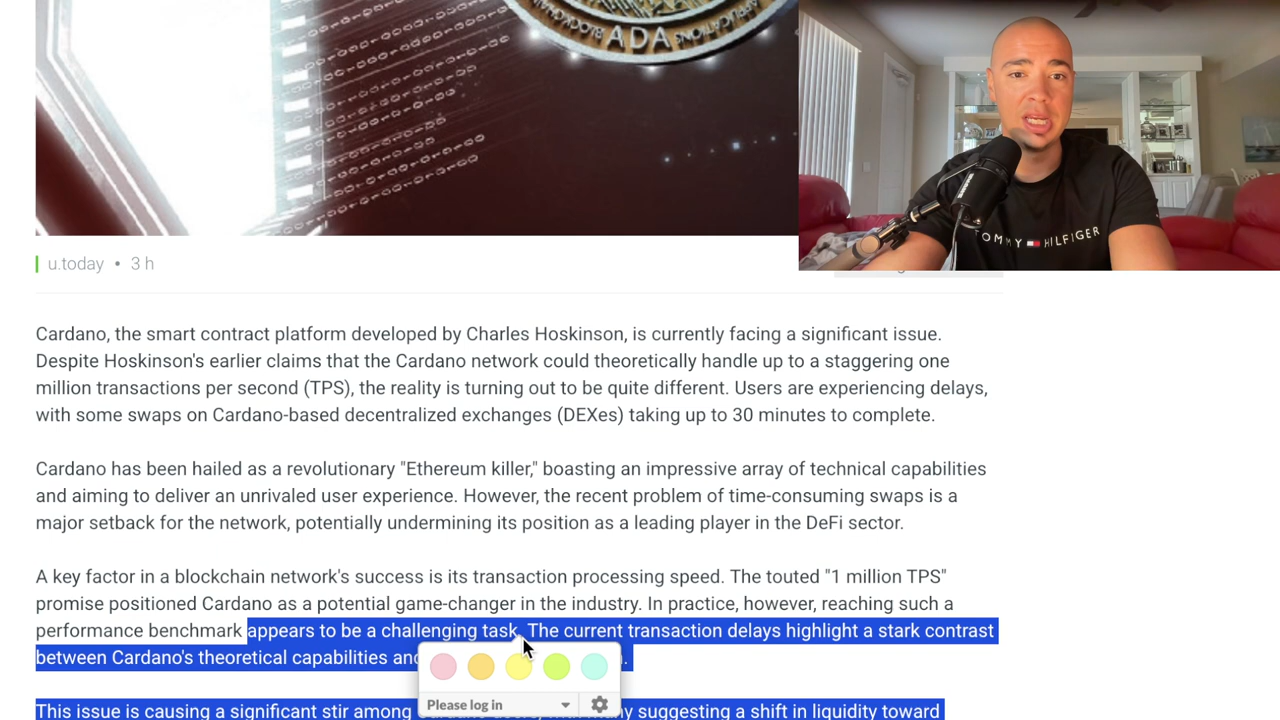 ADA
BLOCKCHAIN
APPLICATIONS
TOMMY HILFIGER
u.today • 3 h
Cardano, the smart contract platform developed by Charles Hoskinson, is currently facing a significant issue.
Despite Hoskinson's earlier claims that the Cardano network could theoretically handle up to a staggering one
million transactions per second (TPS), the reality is turning out to be quite different. Users are experiencing delays,
with some swaps on Cardano-based decentralized exchanges (DEXes) taking up to 30 minutes to complete.
Cardano has been hailed as a revolutionary "Ethereum killer," boasting an impressive array of technical capabilities
and aiming to deliver an unrivaled user experience. However, the recent problem of time-consuming swaps is a
major setback for the network, potentially undermining its position as a leading player in the DeFi sector.
A key factor in a blockchain network's success is its transaction processing speed. The touted "1 million TPS"
promise positioned Cardano as a potential game-changer in the industry. In practice, however, reaching such a
performance benchmark appears to be a challenging task. The current transaction delays highlight a stark contrast
between Cardano's theoretical capabilities and
Please log in
This issue is causing a significant stir among suggesting a shift in liquidity toward